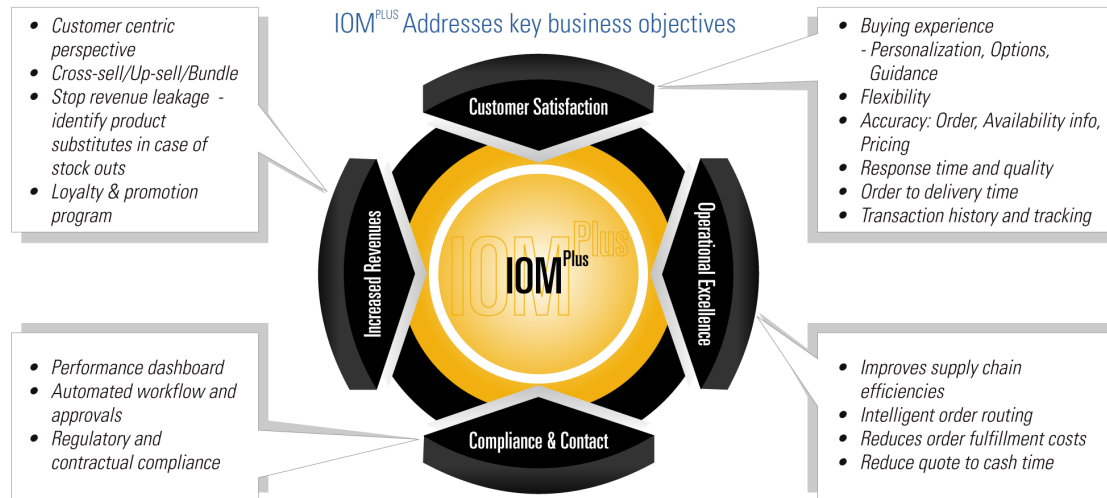 IOM PLUS Addresses key business objectives
• Customer centric
perspective
• Cross-sell/Up-sell/Bundle
• Stop revenue leakage -
identify product
substitutes in case of
stock outs
• Loyalty & promotion
program
• Buying experience
- Personalization, Options,
Guidance
• Flexibility
• Accuracy: Order, Availability info,
Pricing
• Response time and quality
• Order to delivery time
• Transaction history and tracking
Customer Satisfaction
Increased Revenues
IOM Plus
IOM Plus
Operational Excellence
Compliance & Contact
• Performance dashboard
• Automated workflow and
approvals
• Regulatory and
contractual compliance
• Improves supply chain
efficiencies
• Intelligent order routing
• Reduces order fulfillment costs
• Reduce quote to cash time